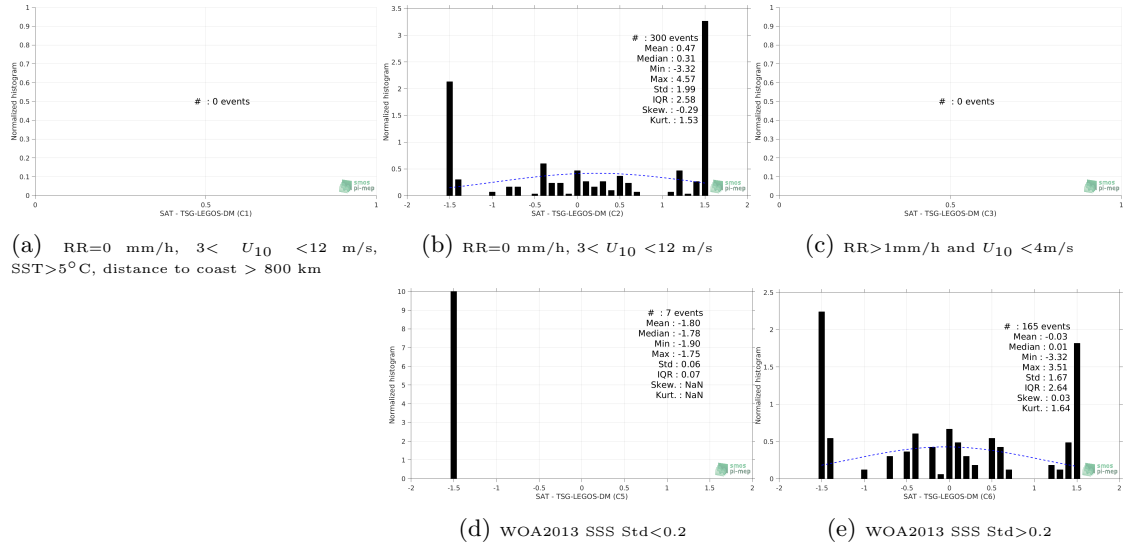 1
0.9
0.8
0.7
0.6
0.5
0.4
0.3
0.2
0.1
0
Normalized histogram
# : 0 events
smos
pi-mep
0 0.5 1
SAT - TSG-LEGOS-DM (C1)
(a) RR=0 mm/h, 3< U10 <12 m/s,
SST>5°C, distance to coast > 800 km
3.5
3
2.5
2
1.5
1
0.5
0
Normalized histogram
# : 300 events
Mean : 0.47
Median : 0.31
Min : -3.32
Max : 4.57
Std : 1.99
IQR : 2.58
Skew. : -0.29
Kurt. : 1.53
smos
pi-mep
-2 -1.5 -1 -0.5 0 0.5 1 1.5 2
SAT - TSG-LEGOS-DM (C2)
(b) RR=0 mm/h, 3< U10 <12 m/s
1
0.9
0.8
0.7
0.6
0.5
0.4
0.3
0.2
0.1
0
Normalized histogram
# : 0 events
smos
pi-mep
0 0.5 1
SAT - TSG-LEGOS-DM (C3)
(c) RR>1mm/h and U10 <4m/s
10
9
8
7
6
5
4
3
2
1
0
Normalized histogram
# : 7 events
Mean : -1.80
Median : -1.78
Min : -1.90
Max : -1.75
Std : 0.06
IQR : 0.07
Skew. : NaN
Kurt. : NaN
smos
pi-mep
-2 -1.5 -1 -0.5 0 0.5 1 1.5 2
SAT - TSG-LEGOS-DM (C5)
(d) WOA2013 SSS Std<0.2
2.5
2
1.5
1
0.5
0
Normalized histogram
# : 165 events
Mean : -0.03
Median : 0.01
Min : -3.32
Max : 3.51
Std : 1.67
IQR : 2.64
Skew. : 0.03
Kurt. : 1.64
smos
pi-mep
-2 -1.5 -1 -0.5 0 0.5 1 1.5 2
SAT - TSG-LEGOS-DM (C6)
(e) WOA2013 SSS Std>0.2